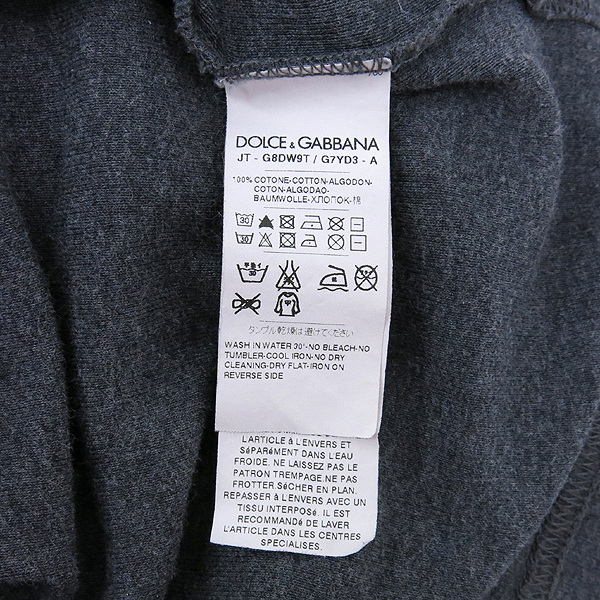 DOLCE & GABBANA
JT - G8DW9T / G7YD3 - A
100% COTONE-COTTON-ALGODON-
COTON-ALGODAO-
BAUMWOLLE-ХЛОПОК-棉
30
30
30
タンブル乾燥は避けてください
WASH IN WATER 30°-NO BLEACH-NO
TUMBLER-COOL IRON-NO DRY
CLEANING-DRY FLAT-IRON ON
REVERSE SIDE
L'ARTICLE à L'ENVERS ET
SéPARéMENT DANS L'EAU
FROIDE. NE LAISSEZ PAS LE
PATRON TREMPAGE.NE PAS
FROTTER.SéCHER EN PLAN.
REPASSER à L'ENVERS AVEC UN
TISSU INTERPOSé. IL EST
RECOMMANDé DE LAVER
L'ARTICLE DANS LES CENTRES
SPECIALISES.